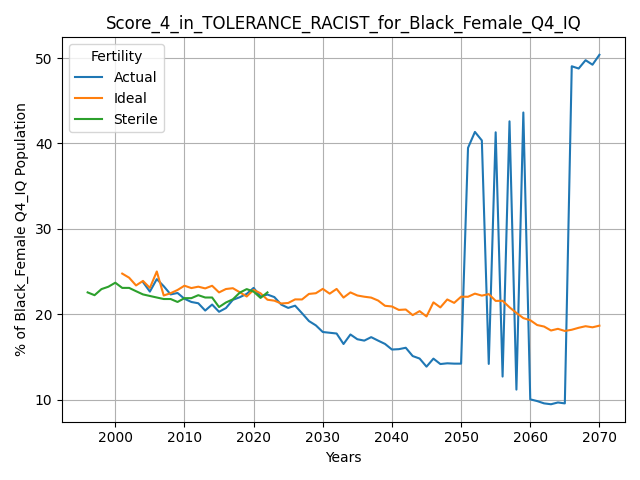 Score_4_in_TOLERANCE_RACIST_for_Black_Female_Q4_IQ
Fertility
Actual
Ideal
Sterile
% of Black_Female Q4_IQ Population
50
40
30
20
10
2000 2010 2020 2030 2040 2050 2060 2070
Years